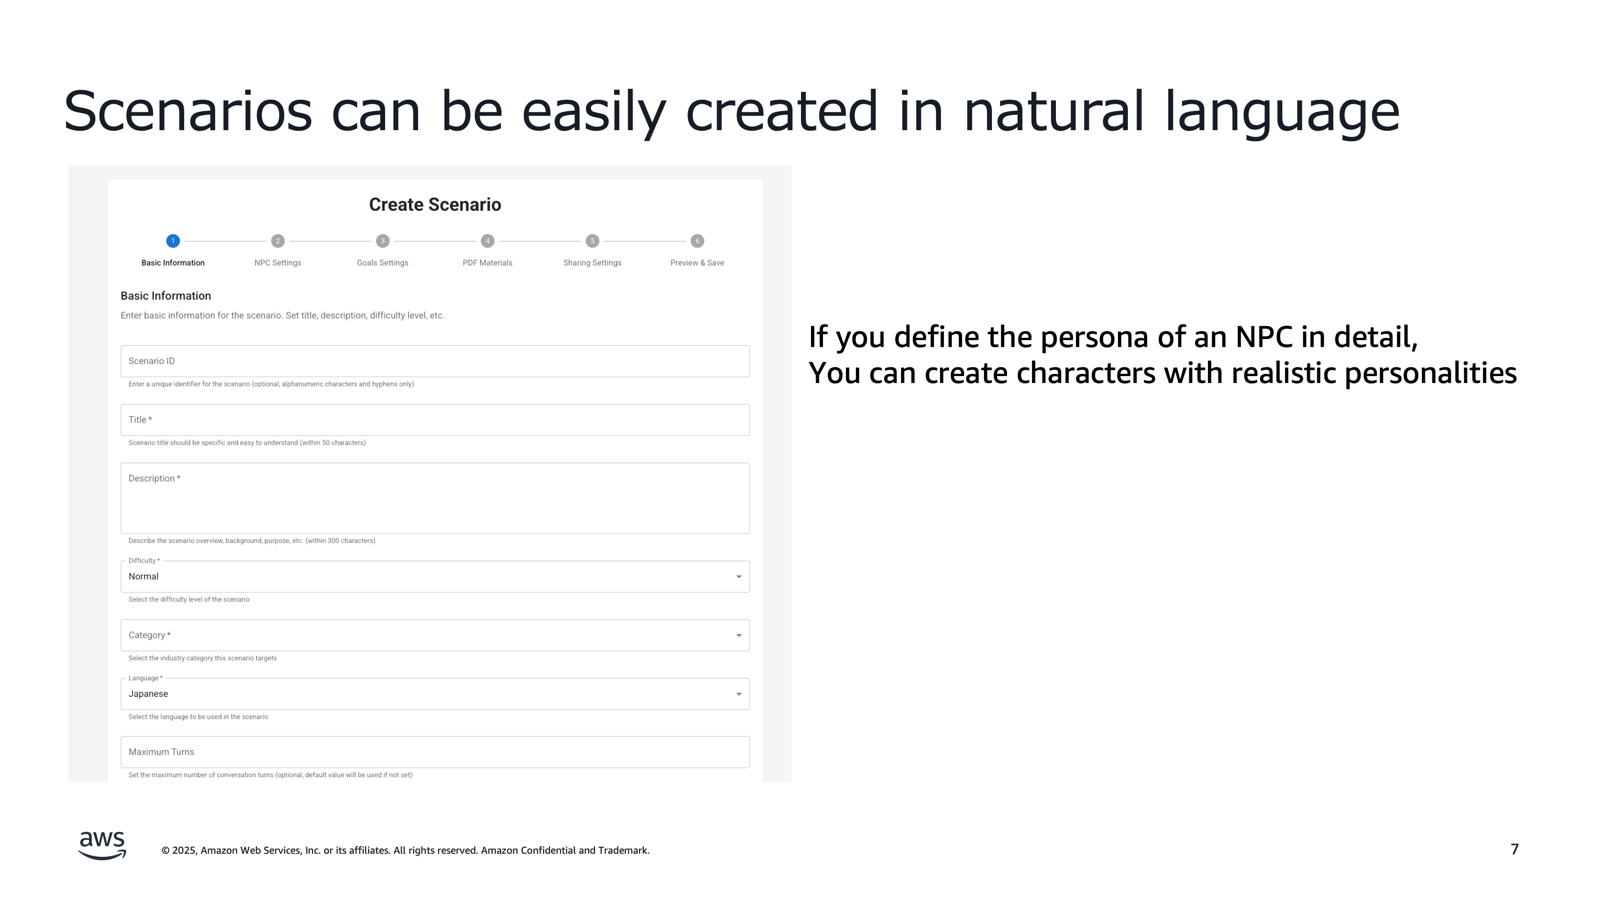 Scenarios can be easily created in natural language
Create Scenario
1 2 3 4 5 6
Basic Information NPC Settings Goals Settings PDF Materials Sharing Settings Preview & Save
Basic Information
Enter basic information for the scenario. Set title, description, difficulty level, etc.
Scenario ID
Enter a unique identifier for the scenario (optional, alphanumeric characters and hyphens only)
Title *
Scenario title should be specific and easy to understand (within 50 characters)
Description *
Describe the scenario overview, background, purpose, etc. (within 300 characters)
Difficulty *
Normal
Select the difficulty level of the scenario
Category *
Select the industry category this scenario targets
Language *
Japanese
Select the language to be used in the scenario
Maximum Turns
Set the maximum number of conversation turns (optional, default value will be used if not set)
If you define the persona of an NPC in detail,
You can create characters with realistic personalities
aws
© 2025, Amazon Web Services, Inc. or its affiliates. All rights reserved. Amazon Confidential and Trademark.
7